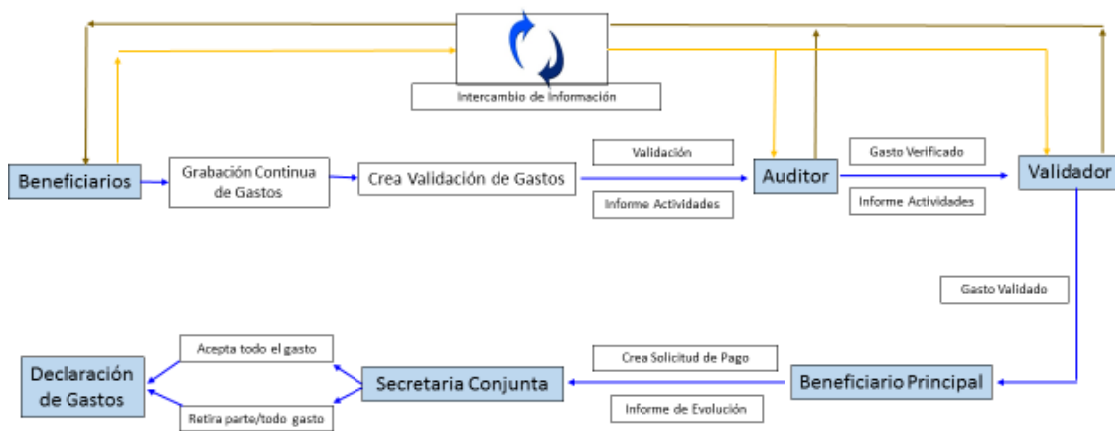 Intercambio de Información
Beneficiarios
Grabación Continua
de Gastos
Crea Validación de Gastos
Validación
Informe Actividades
Auditor
Gasto Verificado
Informe Actividades
Validador
Gasto Validado
Declaración
de Gastos
Acepta todo el gasto
Retira parte/todo gasto
Secretaria Conjunta
Crea Solicitud de Pago
Informe de Evolución
Beneficiario Principal